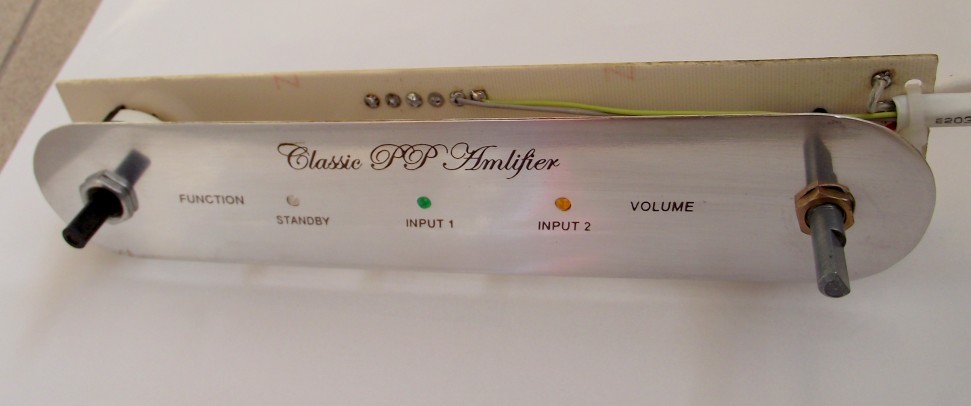 Classic PP Amlifier
FUNCTION
STANDBY
INPUT 1
INPUT 2
VOLUME